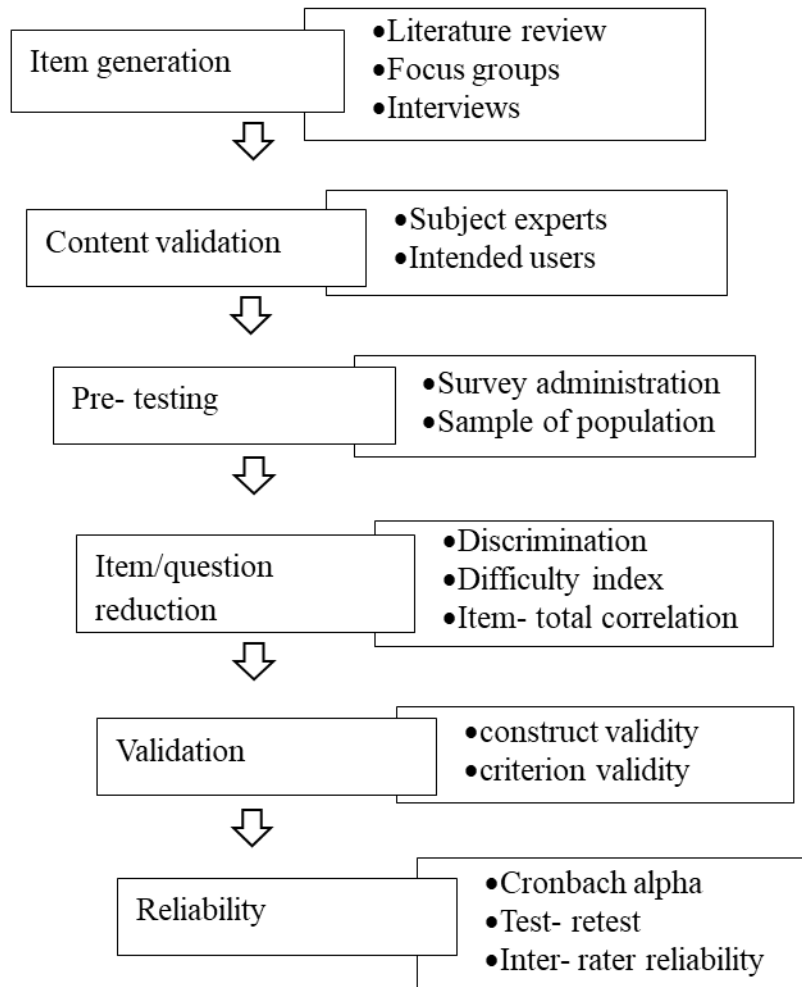 Item generation
•Literature review
•Focus groups
•Interviews
Content validation
•Subject experts
•Intended users
Pre- testing
•Survey administration
•Sample of population
Item/question
reduction
•Discrimination
•Difficulty index
•Item- total correlation
Validation
•construct validity
•criterion validity
Reliability
•Cronbach alpha
•Test- retest
•Inter- rater reliability